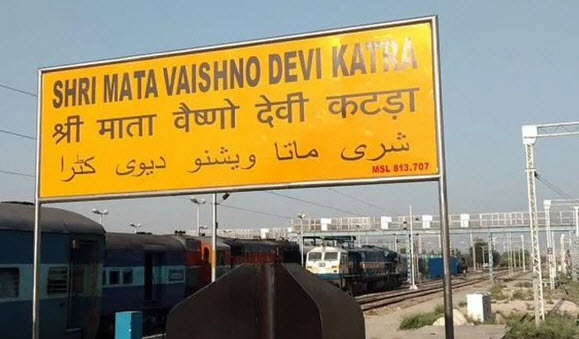 SHRI MATA VAISHNO DEVI KATRA
श्री माता वैष्णो देवी कटड़ा
شری ماتا ویشنو دیوی کٹرا
MSL 813.707